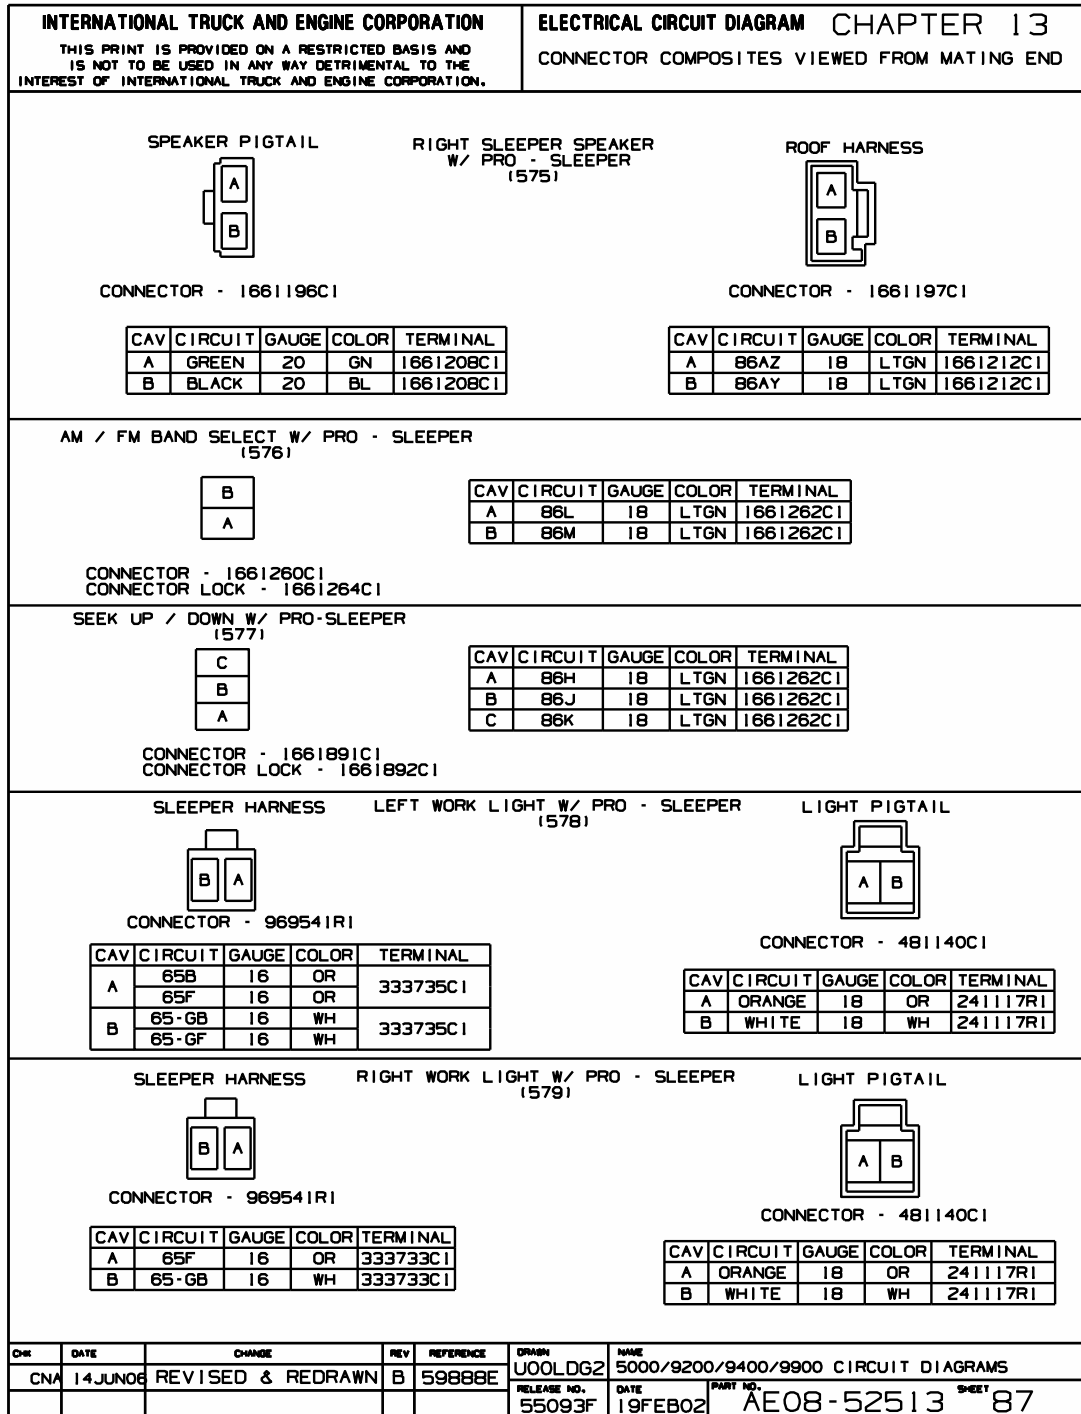 INTERNATIONAL TRUCK AND ENGINE CORPORATION
THIS PRINT IS PROVIDED ON A RESTRICTED BASIS AND
IS NOT TO BE USED IN ANY WAY DETRIMENTAL TO THE
INTEREST OF INTERNATIONAL TRUCK AND ENGINE CORPORATION.
ELECTRICAL CIRCUIT DIAGRAM CHAPTER 13
CONNECTOR COMPOSITES VIEWED FROM MATING END
SPEAKER PIGTAIL
RIGHT SLEEPER SPEAKER
W/ PRO - SLEEPER
(575)
ROOF HARNESS
A
B
A
B
CONNECTOR - 1661196C1
CONNECTOR - 1661197C1
CAV CIRCUIT GAUGE COLOR TERMINAL
A GREEN 20 GN 1661208C1
B BLACK 20 BL 1661208C1
CAV CIRCUIT GAUGE COLOR TERMINAL
A 86AZ 18 LTGN 1661212C1
B 86AY 18 LTGN 1661212C1
AM / FM BAND SELECT W/ PRO - SLEEPER
(576)
B
A
CAV CIRCUIT GAUGE COLOR TERMINAL
A 86L 18 LTGN 1661262C1
B 86M 18 LTGN 1661262C1
CONNECTOR - 1661260C1
CONNECTOR LOCK - 1661264C1
SEEK UP / DOWN W/ PRO-SLEEPER
(577)
C
B
A
CAV CIRCUIT GAUGE COLOR TERMINAL
A 86H 18 LTGN 1661262C1
B 86J 18 LTGN 1661262C1
C 86K 18 LTGN 1661262C1
CONNECTOR - 1661891C1
CONNECTOR LOCK - 1661892C1
SLEEPER HARNESS
LEFT WORK LIGHT W/ PRO - SLEEPER
(578)
LIGHT PIGTAIL
B A
A B
CONNECTOR - 969541R1
CONNECTOR - 481140C1
CAV CIRCUIT GAUGE COLOR TERMINAL
A 65B 16 OR 333735C1
65F 16 OR
B 65-GB 16 WH 333735C1
65-GF 16 WH
CAV CIRCUIT GAUGE COLOR TERMINAL
A ORANGE 18 OR 241117R1
B WHITE 18 WH 241117R1
SLEEPER HARNESS
RIGHT WORK LIGHT W/ PRO - SLEEPER
(579)
LIGHT PIGTAIL
B A
A B
CONNECTOR - 969541R1
CONNECTOR - 481140C1
CAV CIRCUIT GAUGE COLOR TERMINAL
A 65F 16 OR 333733C1
B 65-GB 16 WH 333733C1
CAV CIRCUIT GAUGE COLOR TERMINAL
A ORANGE 18 OR 241117R1
B WHITE 18 WH 241117R1
CHK DATE CHANGE REV REFERENCE
CNA 14JUN06 REVISED & REDRAWN B 59888E
DRAWN
U00LDG2
NAME
5000/9200/9400/9900 CIRCUIT DIAGRAMS
RELEASE NO.
55093F
DATE
19FEB02
PART NO.
AE08-52513
SHEET
87